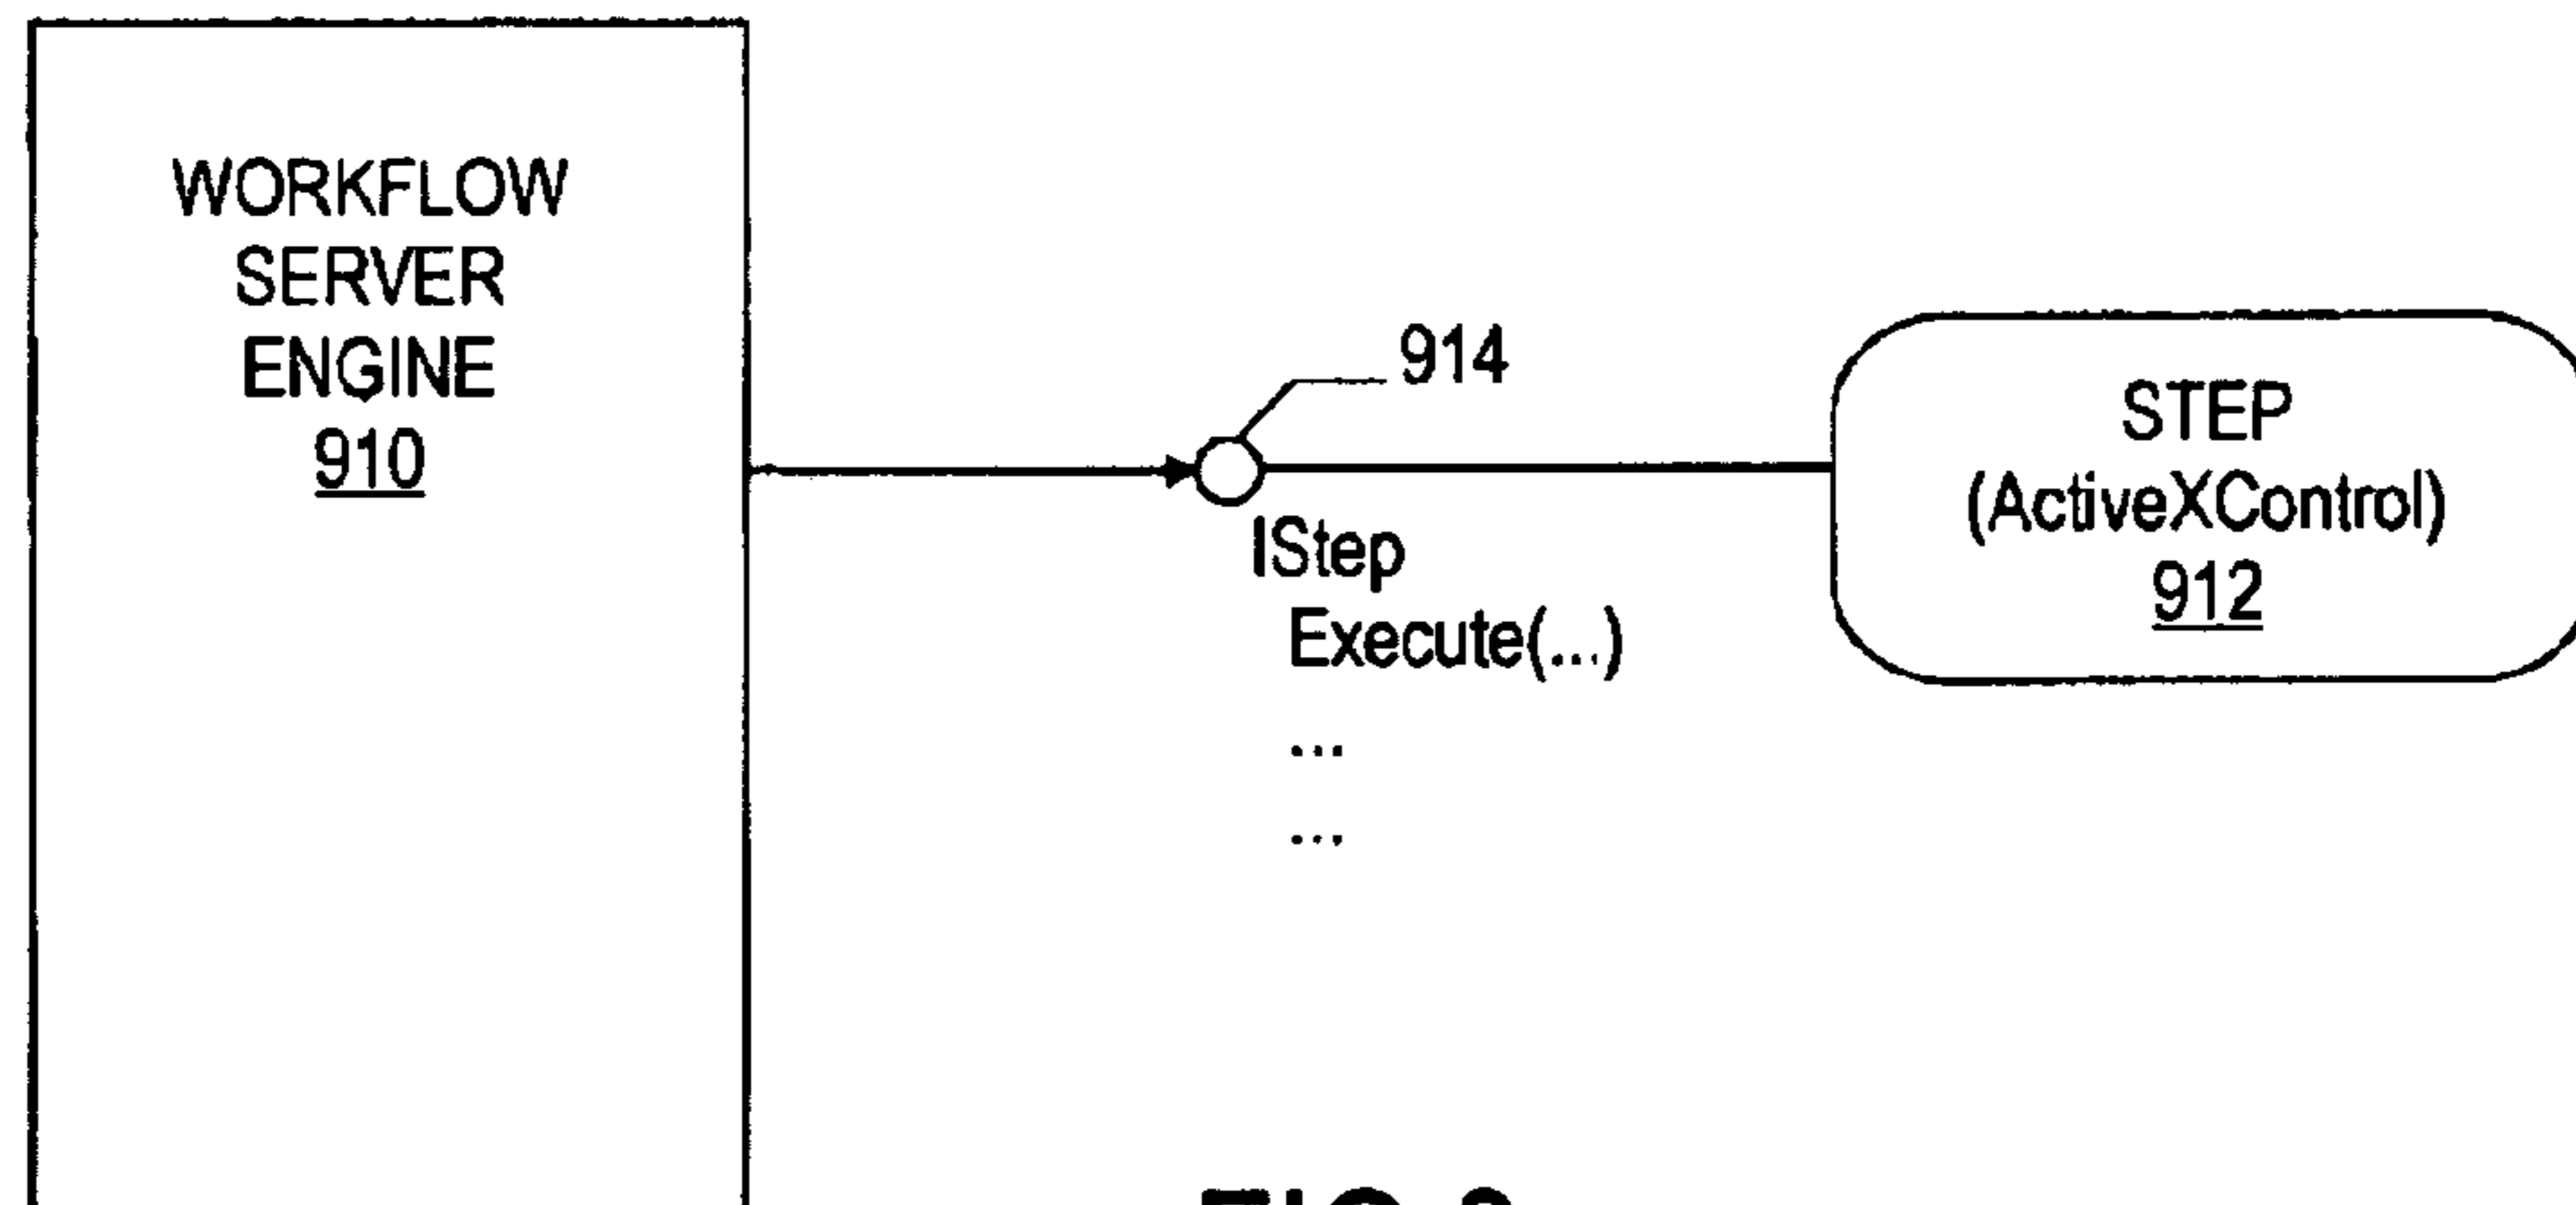 WORKFLOW
SERVER
ENGINE
910
914
IStep
Execute(...)
...
...
STEP
(ActiveXControl)
912